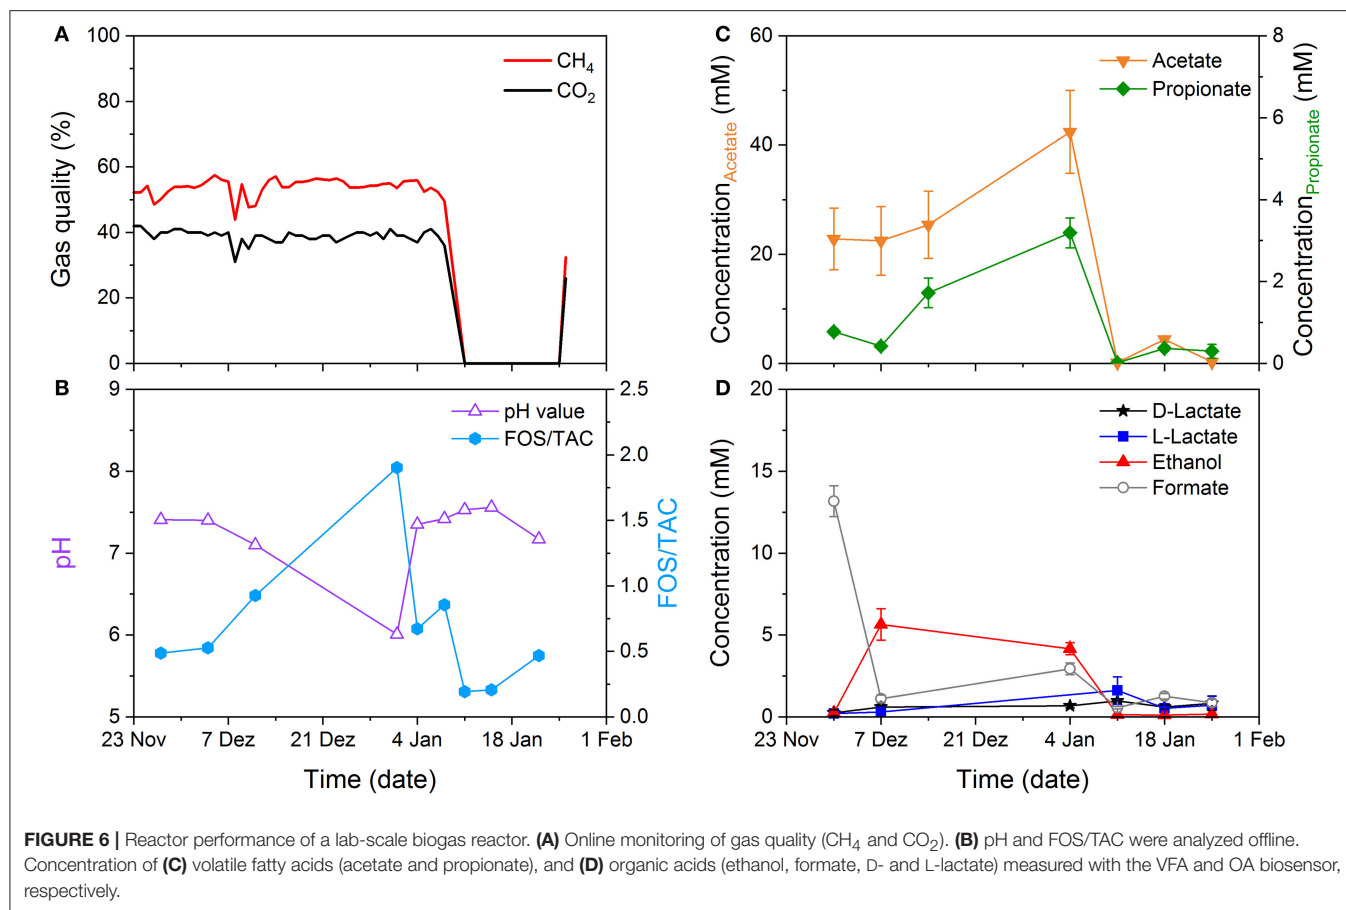 A
100
80
60
40
20
0
Gas quality (%)
CH4
CO2
C
60
40
20
0
8
6
4
2
0
Concentration Acetate (mM)
Concentration Propionate (mM)
Acetate
Propionate
B
9
8
7
6
5
2.5
2.0
1.5
1.0
0.5
0.0
pH
FOS/TAC
pH value
FOS/TAC
23 Nov 7 Dez 21 Dez 4 Jan 18 Jan 1 Feb
Time (date)
D
20
15
10
5
0
Concentration (mM)
D-Lactate
L-Lactate
Ethanol
Formate
23 Nov 7 Dez 21 Dez 4 Jan 18 Jan 1 Feb
Time (date)
FIGURE 6 | Reactor performance of a lab-scale biogas reactor. (A) Online monitoring of gas quality (CH4 and CO2). (B) pH and FOS/TAC were analyzed offline.
Concentration of (C) volatile fatty acids (acetate and propionate), and (D) organic acids (ethanol, formate, D- and L-lactate) measured with the VFA and OA biosensor,
respectively.